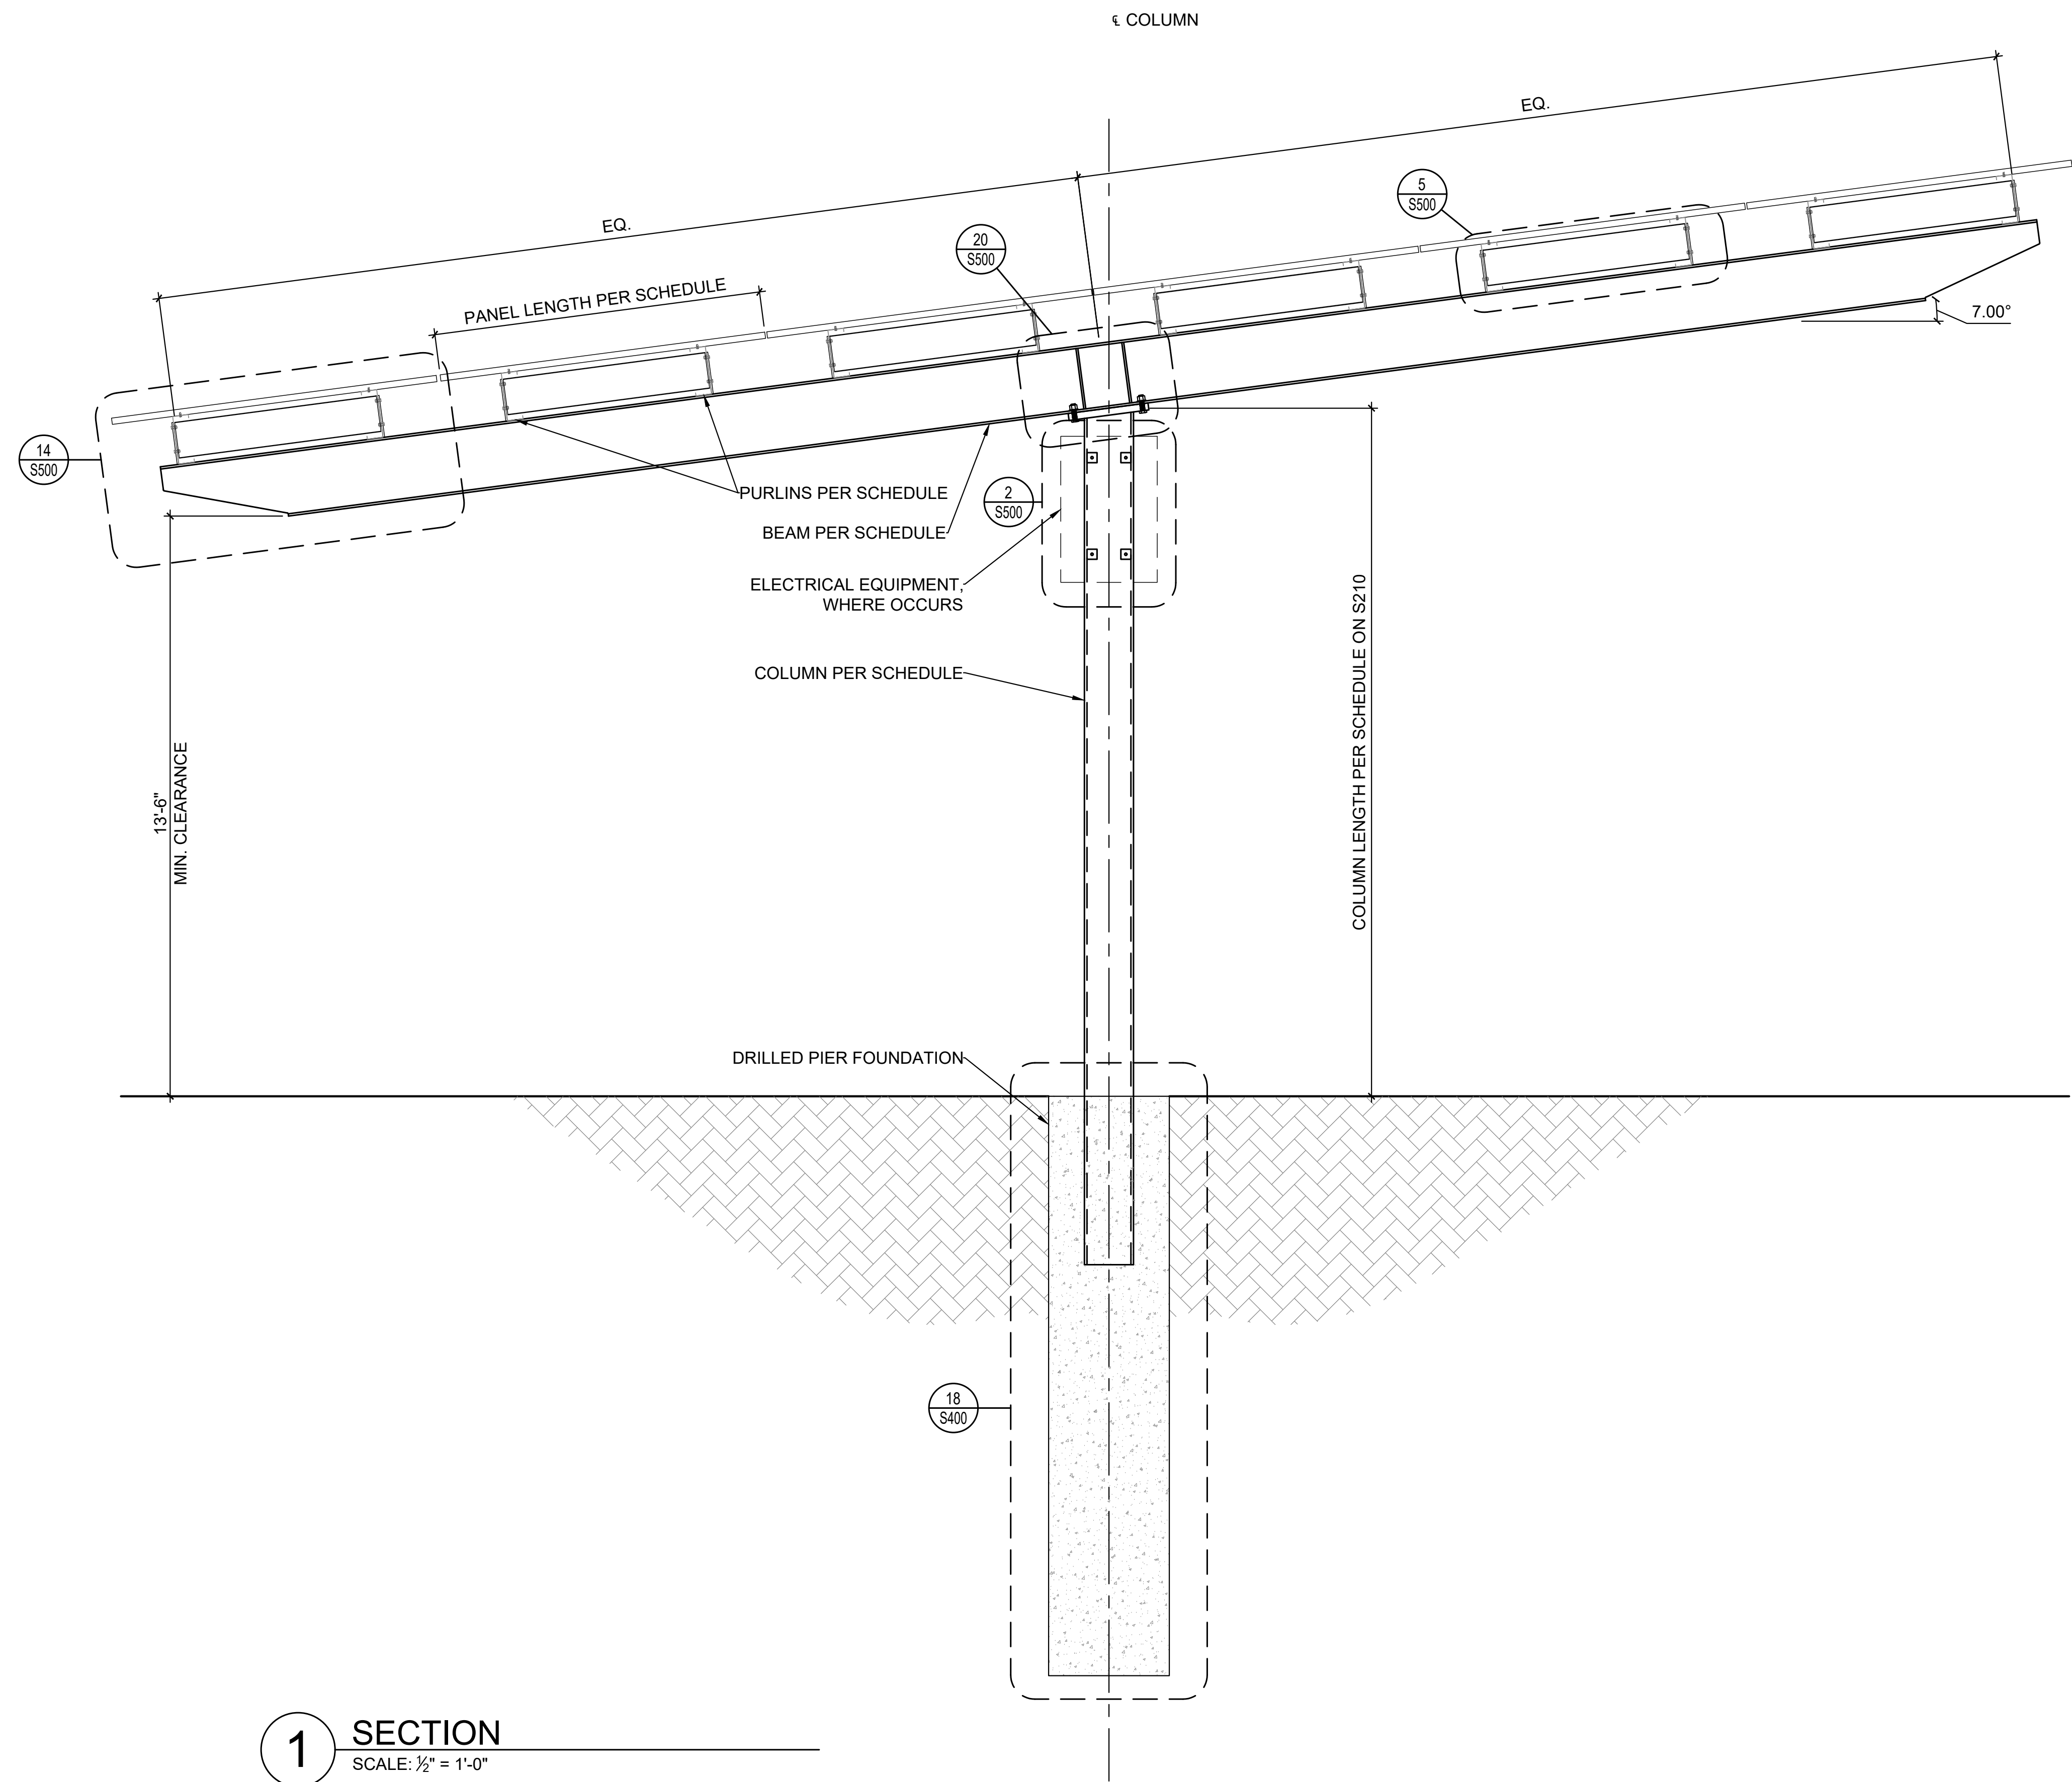 ℄ COLUMN
EQ.
EQ.
5
S500
20
S500
PANEL LENGTH PER SCHEDULE
7.00°
14
S500
PURLINS PER SCHEDULE
2
S500
BEAM PER SCHEDULE
ELECTRICAL EQUIPMENT,
WHERE OCCURS
COLUMN PER SCHEDULE
COLUMN LENGTH PER SCHEDULE ON S210
13'-6"
MIN. CLEARANCE
DRILLED PIER FOUNDATION
18
S400
1
SECTION
SCALE: ½" = 1'-0"